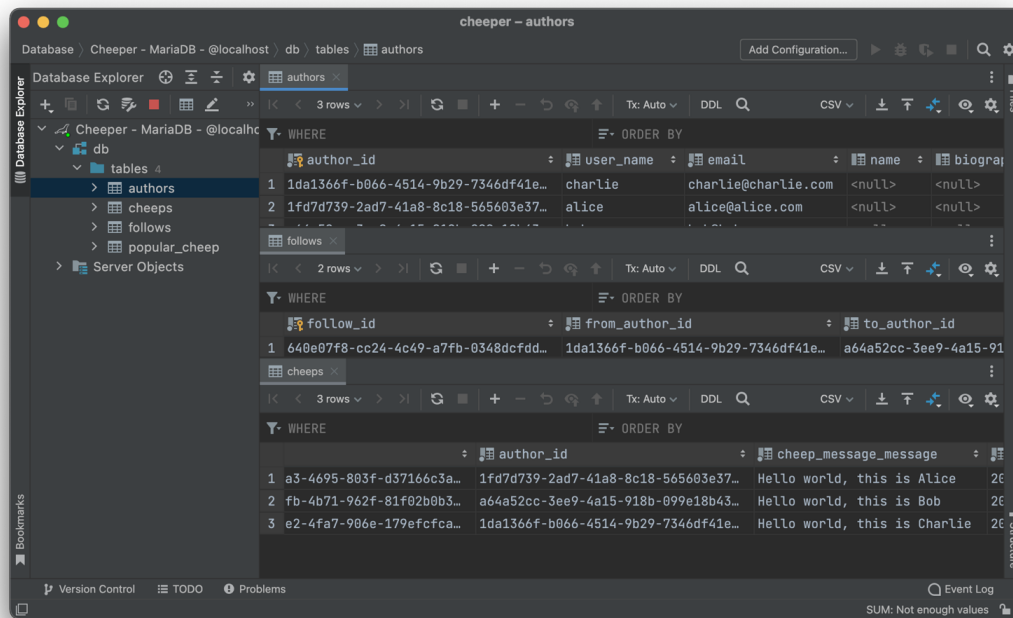 cheeper – authors
Database Cheeper - MariaDB - @localhost db tables authors Add Configuration...
Database Explorer authors
3 rows Tx: Auto DDL CSV
Cheeper - MariaDB - @localho
db
tables 4
authors
cheeps
follows
popular_cheep
Server Objects
Database Explorer
Bookmarks
WHERE ORDER BY
author_id user_name email name biograp
1 1da1366f-b066-4514-9b29-7346df41e… charlie charlie@charlie.com <null> <null>
2 1fd7d739-2ad7-41a8-8c18-565603e37… alice alice@alice.com <null> <null>
follows
2 rows Tx: Auto DDL CSV
WHERE ORDER BY
follow_id from_author_id to_author_id
1 640e07f8-cc24-4c49-a7fb-0348dcfdd… 1da1366f-b066-4514-9b29-7346df41e… a64a52cc-3ee9-4a15-91
cheeps
3 rows Tx: Auto DDL CSV
WHERE ORDER BY
author_id cheep_message_message
1 a3-4695-803f-d37166c3a… 1fd7d739-2ad7-41a8-8c18-565603e37… Hello world, this is Alice 20
2 fb-4b71-962f-81f02b0b3… a64a52cc-3ee9-4a15-918b-099e18b43… Hello world, this is Bob 20
3 e2-4fa7-906e-179efcfca… 1da1366f-b066-4514-9b29-7346df41e… Hello world, this is Charlie 20
Version Control TODO Problems Event Log
SUM: Not enough values